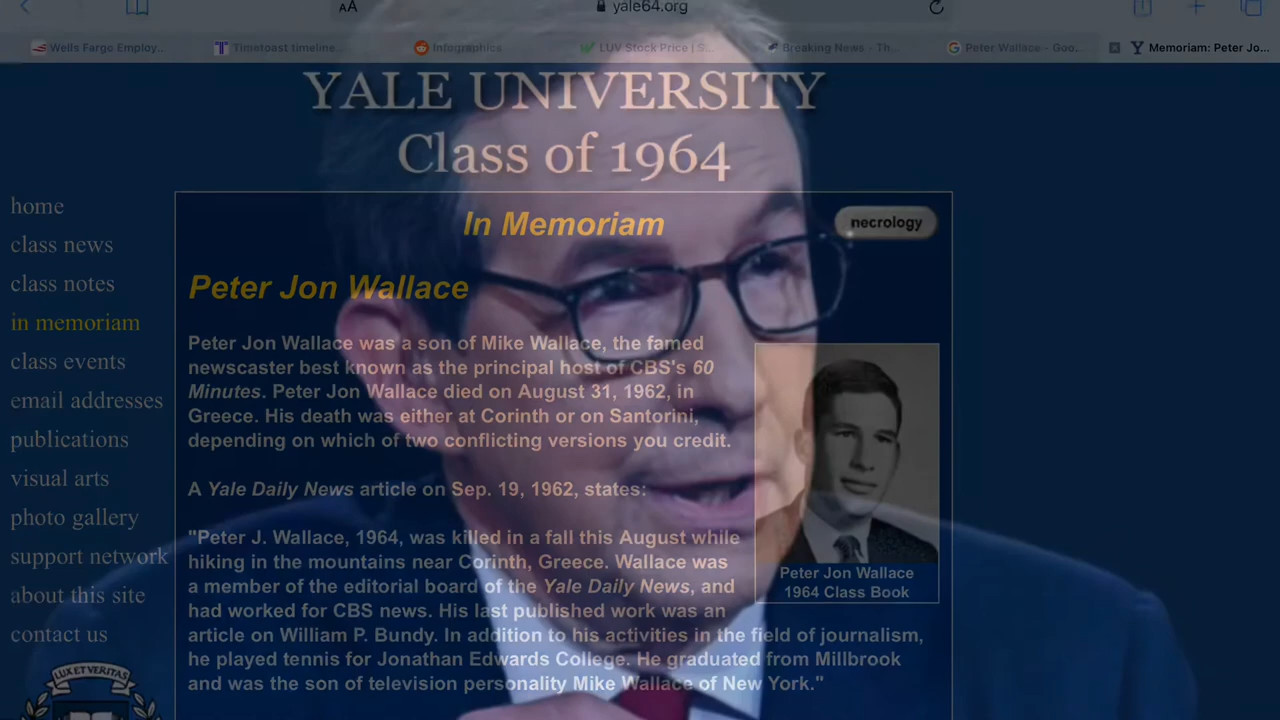 AA
yale64.org
Wells Fargo Employ...
Timetoast timeline...
Infographics
LUV Stock Price | S...
Breaking News - Th...
Peter Wallace - Goo...
Memoriam: Peter Jo...
YALE UNIVERSITY
Class of 1964
home
class news
class notes
in memoriam
class events
email addresses
publications
visual arts
photo gallery
support network
about this site
contact us
LUX ET VERITAS
In Memoriam
necrology
Peter Jon Wallace
Peter Jon Wallace was a son of Mike Wallace, the famed
newscaster best known as the principal host of CBS's 60
Minutes. Peter Jon Wallace died on August 31, 1962, in
Greece. His death was either at Corinth or on Santorini,
depending on which of two conflicting versions you credit.
A Yale Daily News article on Sep. 19, 1962, states:
"Peter J. Wallace, 1964, was killed in a fall this August while
hiking in the mountains near Corinth, Greece. Wallace was
a member of the editorial board of the Yale Daily News, and
had worked for CBS news. His last published work was an
article on William P. Bundy. In addition to his activities in the field of journalism,
he played tennis for Jonathan Edwards College. He graduated from Millbrook
and was the son of television personality Mike Wallace of New York."
Peter Jon Wallace
1964 Class Book